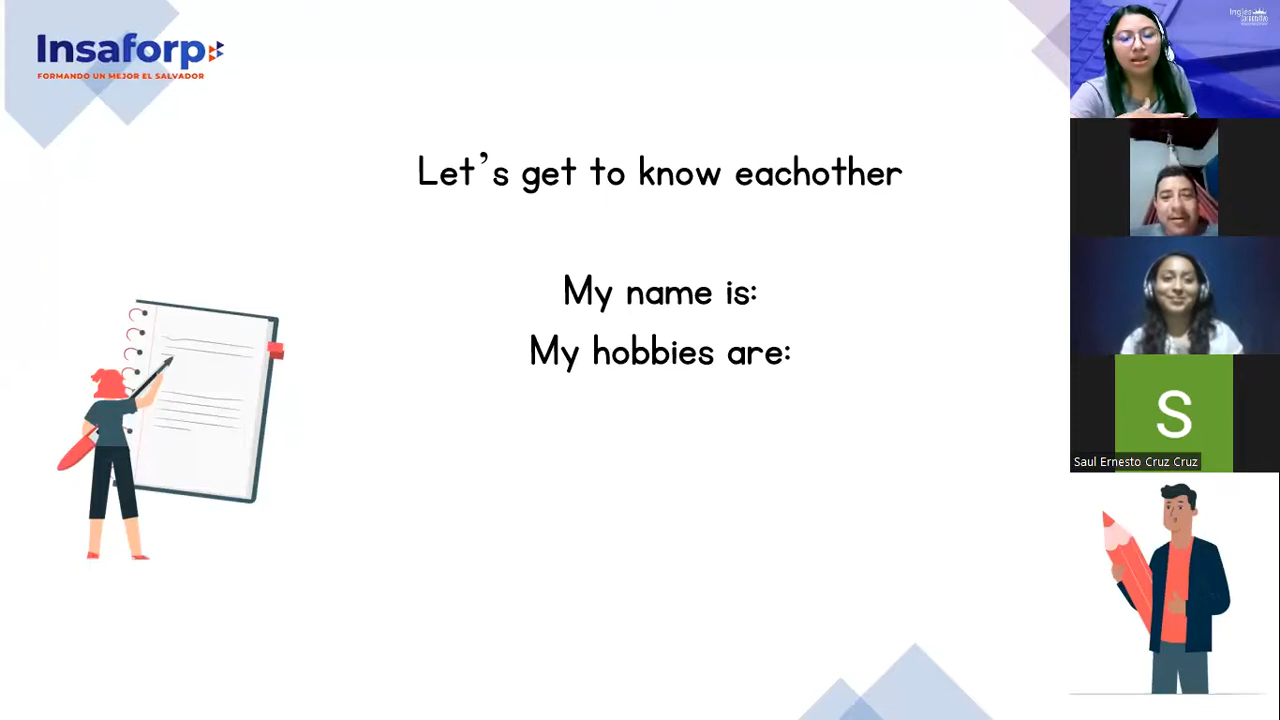 Insaforp
FORMANDO UN MEJOR EL SALVADOR
Let's get to know eachother
My name is:
My hobbies are:
Ingles
S
Saul Ernesto Cruz Cruz